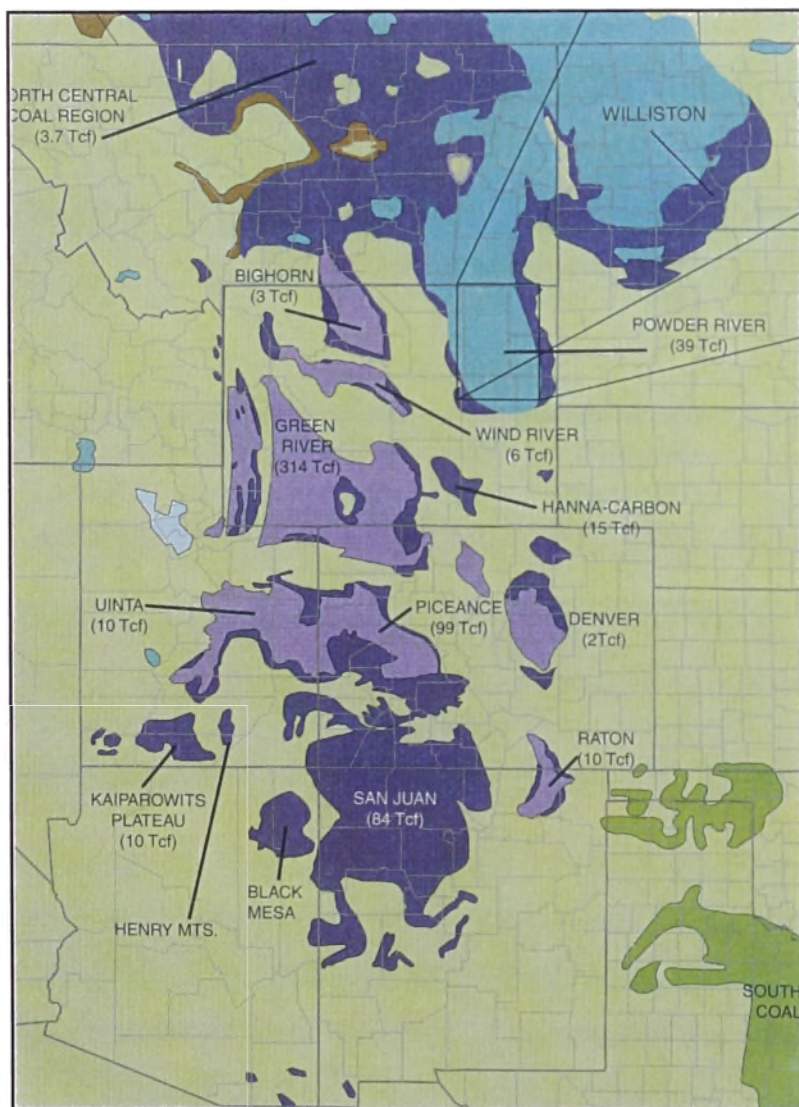 ORTH CENTRAL
COAL REGION
(3.7 Tcf)
WILLISTON
BIGHORN
(3 Tcf)
POWDER RIVER
(39 Tcf)
GREEN
RIVER
(314 Tcf)
WIND RIVER
(6 Tcf)
HANNA-CARBON
(15 Tcf)
UINTA
(10 Tcf)
PICEANCE
(99 Tcf)
DENVER
(2Tcf)
RATON
(10 Tcf)
KAIPAROWITS
PLATEAU
(10 Tcf)
SAN JUAN
(84 Tcf)
BLACK
MESA
HENRY MTS.
SOUTH
COAL